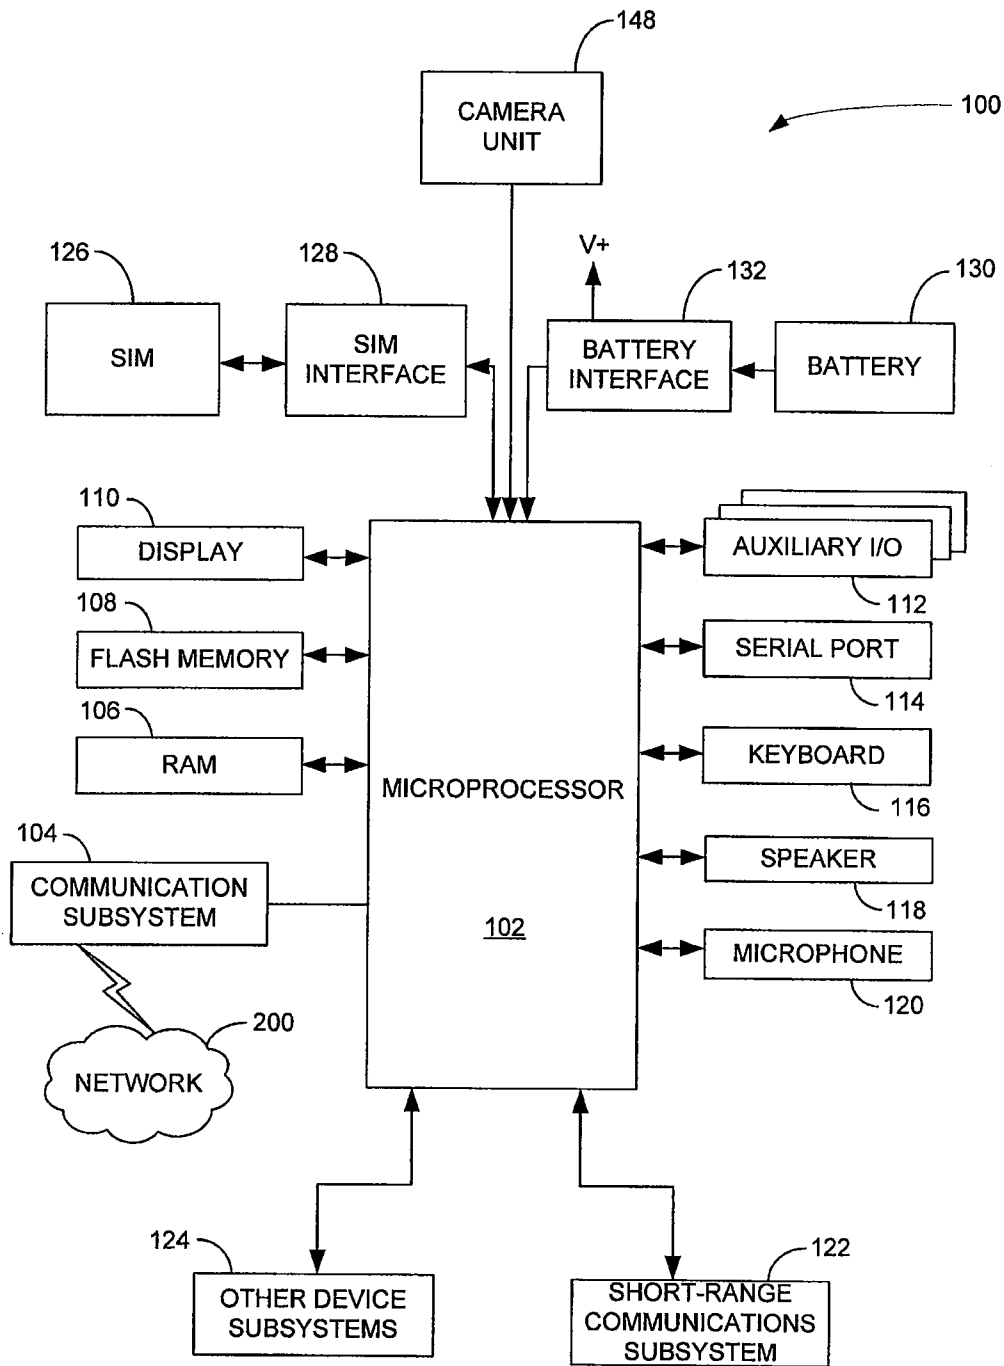 148
CAMERA
UNIT
100
126
128
V+
132
130
SIM
SIM
INTERFACE
BATTERY
INTERFACE
BATTERY
110
DISPLAY
AUXILIARY I/O
112
108
FLASH MEMORY
SERIAL PORT
114
106
RAM
KEYBOARD
116
MICROPROCESSOR
102
104
COMMUNICATION
SUBSYSTEM
SPEAKER
118
MICROPHONE
120
200
NETWORK
124
OTHER DEVICE
SUBSYSTEMS
122
SHORT-RANGE
COMMUNICATIONS
SUBSYSTEM